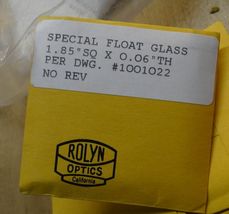 SPECIAL FLOAT GLASS
1.85"SQ X 0.06"TH
PER DWG. #1001022
NO REV
ROLYN
OPTICS
California